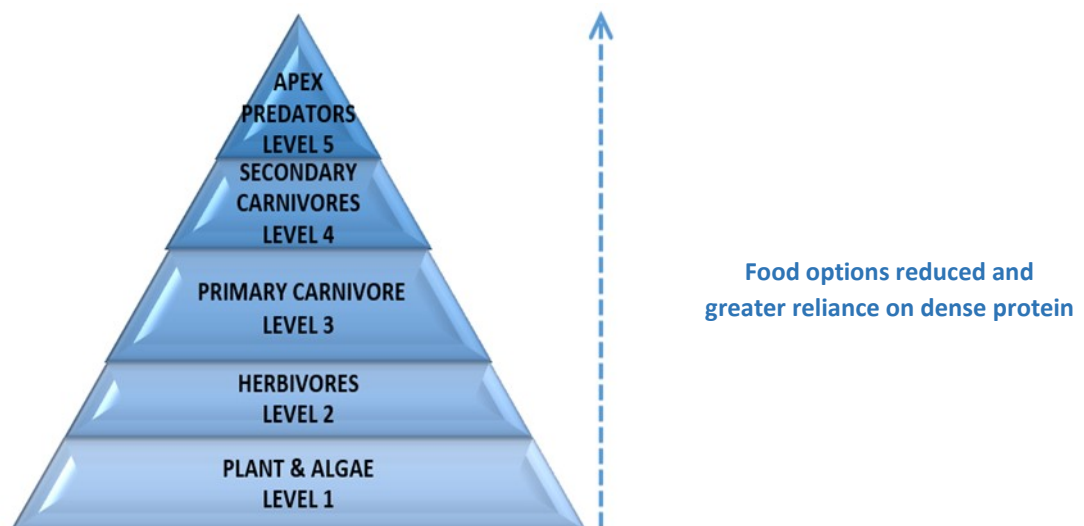 APEX
PREDATORS
LEVEL 5
SECONDARY
CARNIVORES
LEVEL 4
PRIMARY CARNIVORE
LEVEL 3
HERBIVORES
LEVEL 2
PLANT & ALGAE
LEVEL 1
Food options reduced and
greater reliance on dense protein